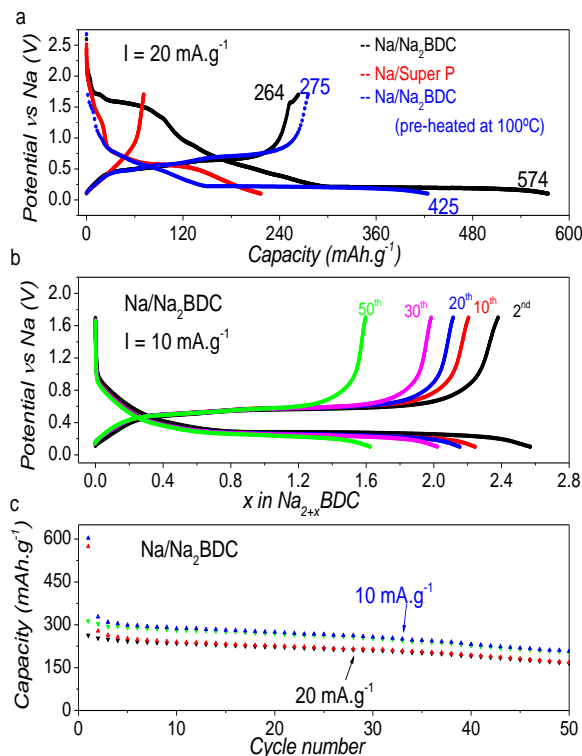 a
I = 20 mA.g⁻¹
-- Na/Na₂BDC
-- Na/Super P
-- Na/Na₂BDC
(pre-heated at 100ºC)
264
275
574
425
2.5
2.0
1.5
1.0
0.5
0.0
Potential vs Na (V)
0 120 240 360 480 600
Capacity (mAh.g⁻¹)
b
Na/Na₂BDC
I = 10 mA.g⁻¹
50ᵗʰ 30ᵗʰ 20ᵗʰ 10ᵗʰ 2ⁿᵈ
2.0
1.6
1.2
0.8
0.4
0.0
Potential vs Na (V)
0.0 0.4 0.8 1.2 1.6 2.0 2.4 2.8
x in Na₂₊ₓBDC
c
Na/Na₂BDC
10 mA.g⁻¹
20 mA.g⁻¹
600
450
300
150
0
Capacity (mAh.g⁻¹)
0 10 20 30 40 50
Cycle number